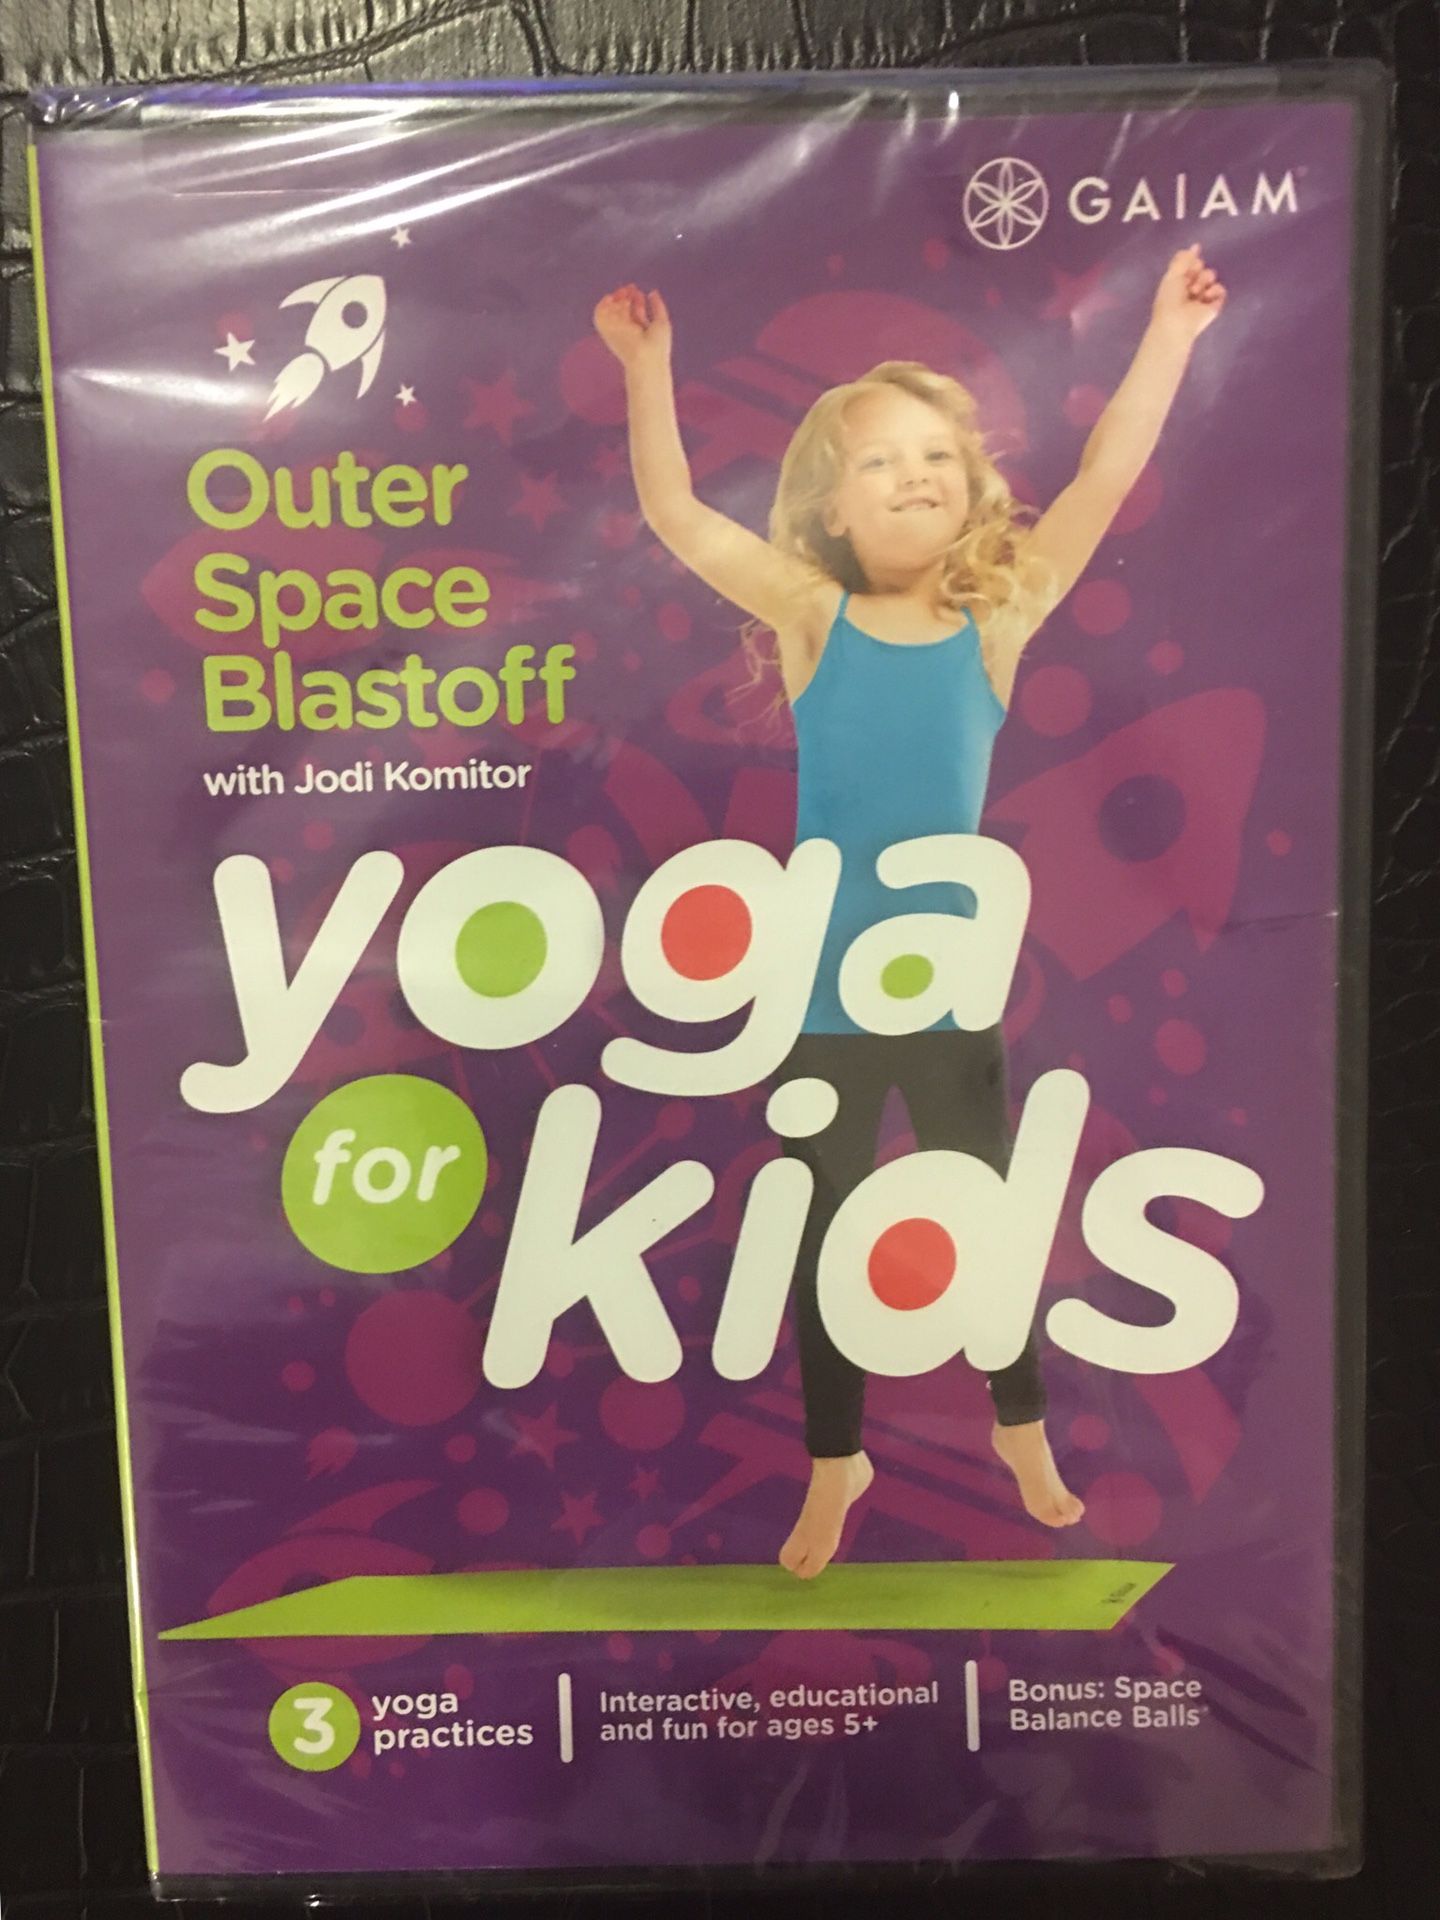 GAIAM
Outer
Space
Blastoff
with Jodi Komitor
yoga
for
kids
3 yoga
practices
Interactive, educational
and fun for ages 5+
Bonus: Space
Balance Balls